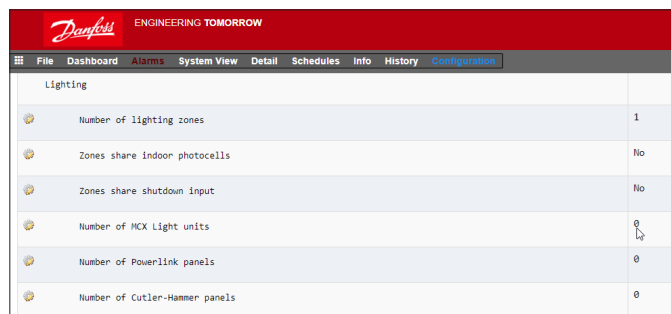 Danfoss ENGINEERING TOMORROW
File Dashboard Alarms System View Detail Schedules Info History Configuration
Lighting
Number of lighting zones 1
Zones share indoor photocells No
Zones share shutdown input No
Number of MCX Light units 0
Number of Powerlink panels 0
Number of Cutler-Hammer panels 0